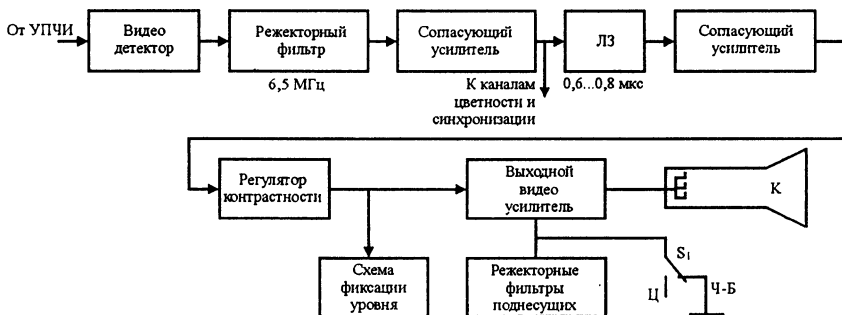 От УПЧИ
Видео
детектор
Режекторный
фильтр
6,5 МГц
Согласующий
усилитель
К каналам
цветности и
синхронизации
ЛЗ
0,6...0,8 мкс
Согласующий
усилитель
Регулятор
контрастности
Выходной
видео
усилитель
К
Схема
фиксации
уровня
Режекторные
фильтры
поднесущих
S1
Ц
Ч-Б